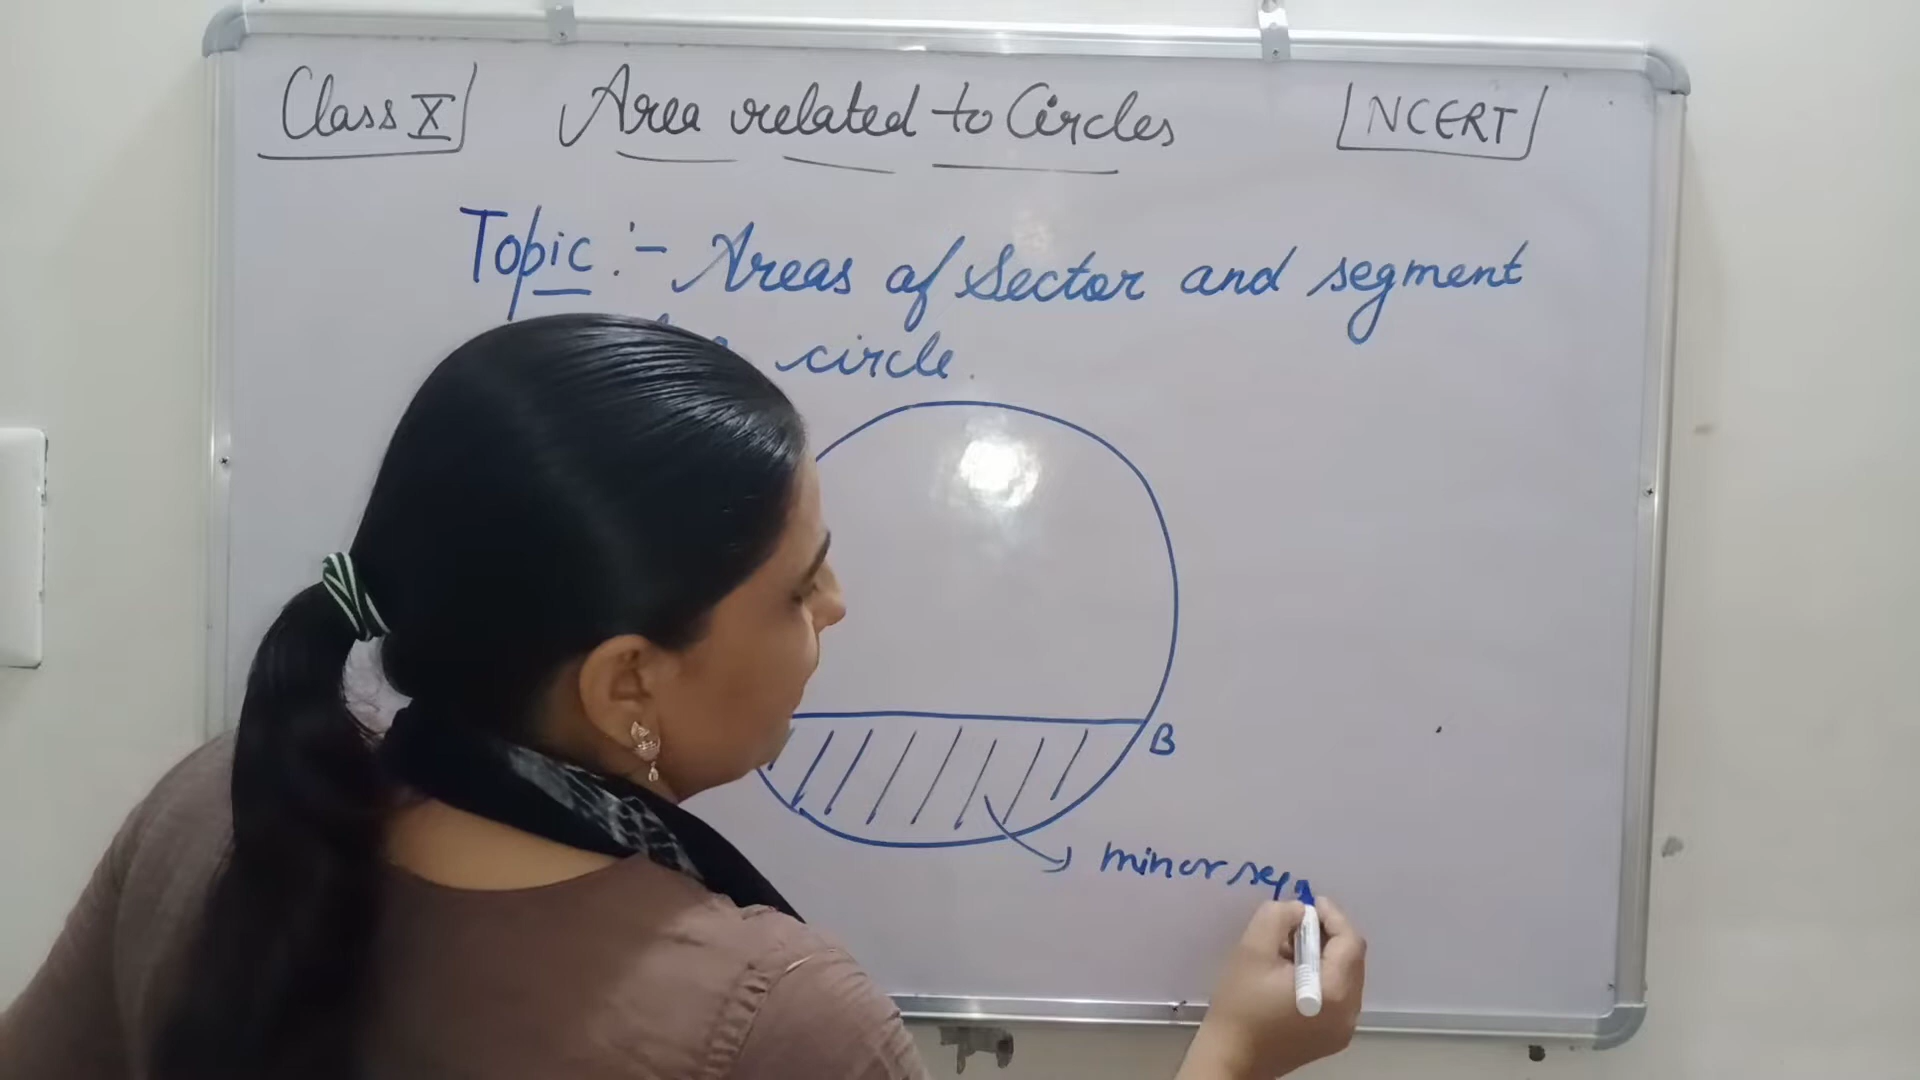 Class X Area related to Circles NCERT
Topic :- Areas of Sector and segment
circle.
B
minor seg